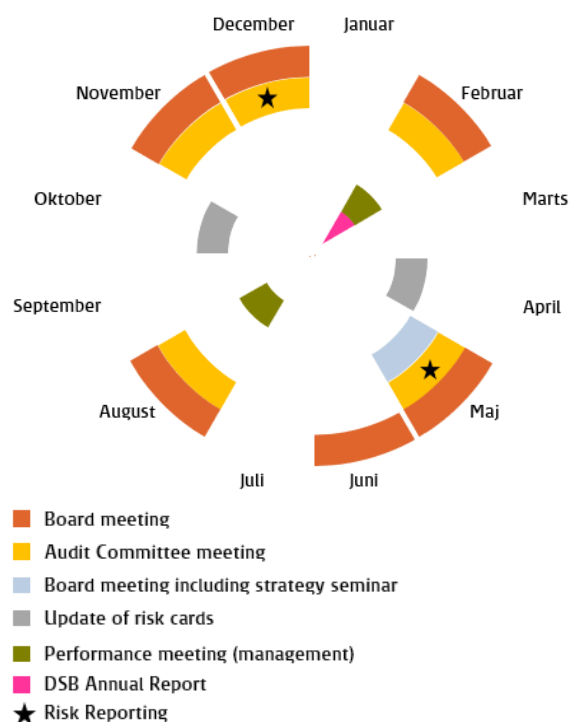 December
Januar
November
Februar
Oktober
Marts
September
April
August
Maj
Juli
Juni
Board meeting
Audit Committee meeting
Board meeting including strategy seminar
Update of risk cards
Performance meeting (management)
DSB Annual Report
Risk Reporting